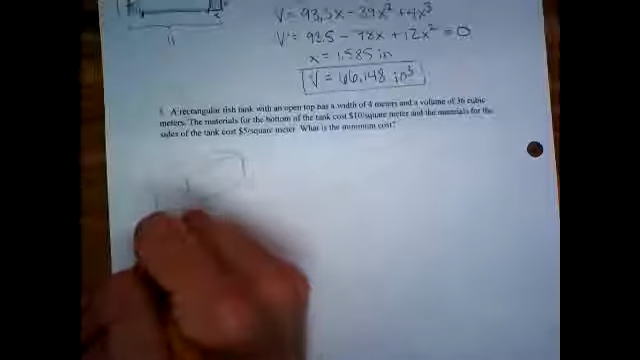 V = 93.5x - 39x² + 4x³
V' = 93.5 - 78x + 12x² = 0
11
x
x = 1.585 in
V = 66.148 in³
A rectangular fish tank with an open top has a width of 4 meters and a volume of 36 cubic
meters. The materials for the bottom of the tank cost $10/square meter and the materials for the
sides of the tank cost $5/square meter. What is the minimum cost?